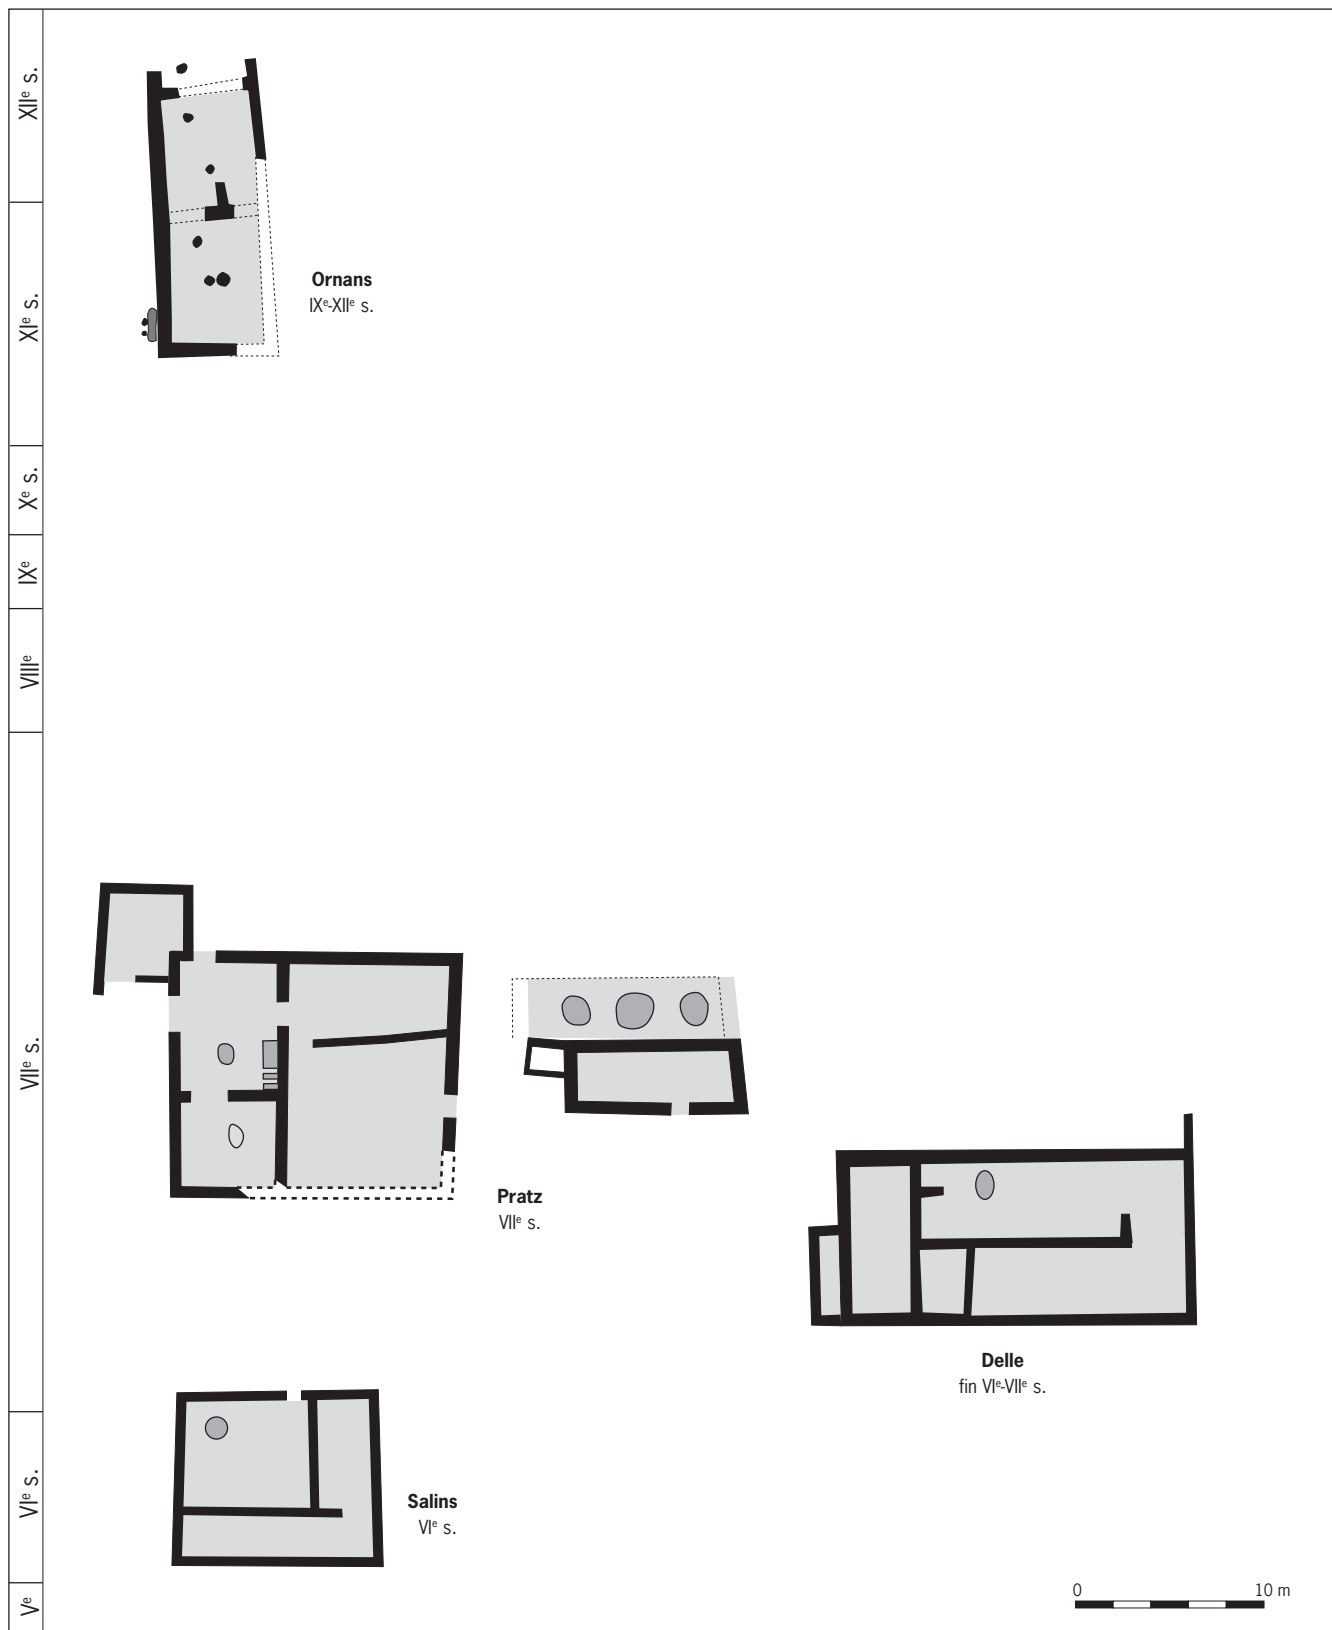 XIIe s.
XIe s.
Xe s.
IXe
VIIIe
VIIe s.
VIe s.
Ve
Ornans
IXe-XIIe s.
Pratz
VIIe s.
Delle
fin VIe-VIIe s.
Salins
VIe s.
0 10 m